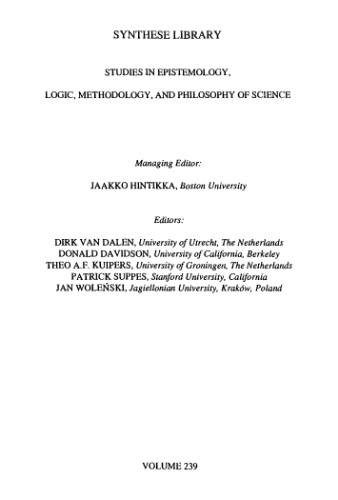 SYNTHESE LIBRARY
STUDIES IN EPISTEMOLOGY,
LOGIC, METHODOLOGY, AND PHILOSOPHY OF SCIENCE
Managing Editor:
JAAKKO HINTIKKA, Boston University
Editors:
DIRK VAN DALEN, University of Utrecht, The Netherlands
DONALD DAVIDSON, University of California, Berkeley
THEO A.F. KUIPERS, University of Groningen, The Netherlands
PATRICK SUPPES, Stanford University, California
JAN WOLEŃSKI, Jagiellonian University, Kraków, Poland
VOLUME 239